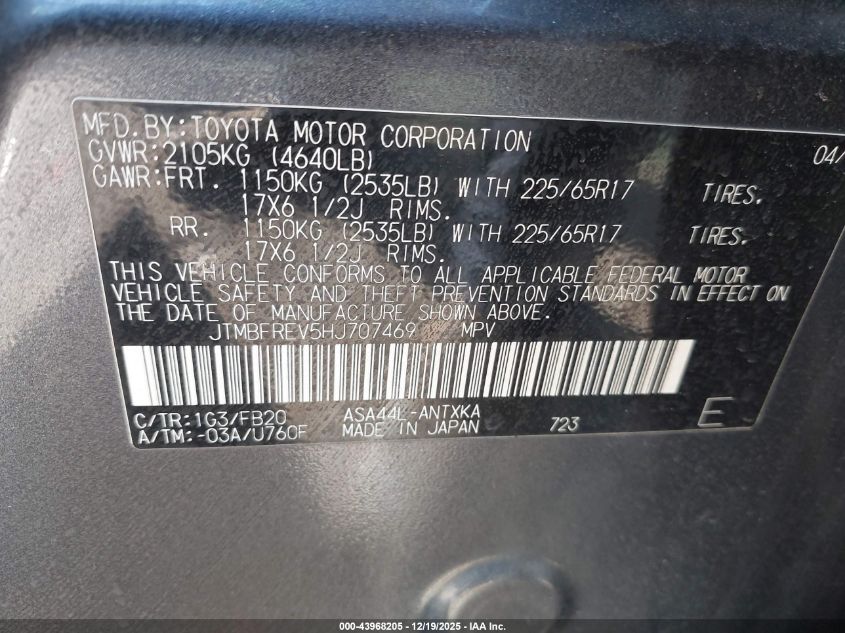 MFD.BY:TOYOTA MOTOR CORPORATION 04/
GVWR:2105KG (4640LB)
GAWR:FRT. 1150KG (2535LB) WITH 225/65R17 TIRES.
17X6 1/2J RIMS.
RR. 1150KG (2535LB) WITH 225/65R17 TIRES.
17X6 1/2J RIMS.
THIS VEHICLE CONFORMS TO ALL APPLICABLE FEDERAL MOTOR
VEHICLE SAFETY AND THEFT PREVENTION STANDARDS IN EFFECT ON
THE DATE OF MANUFACTURE SHOWN ABOVE.
JTMBFREV5HJ707469 MPV
C/TR:1G3/FB20 ASA44L-ANTXKA 723 E
A/TM:-03A/U760F MADE IN JAPAN
000-43968205 - 12/19/2025 - IAA Inc.